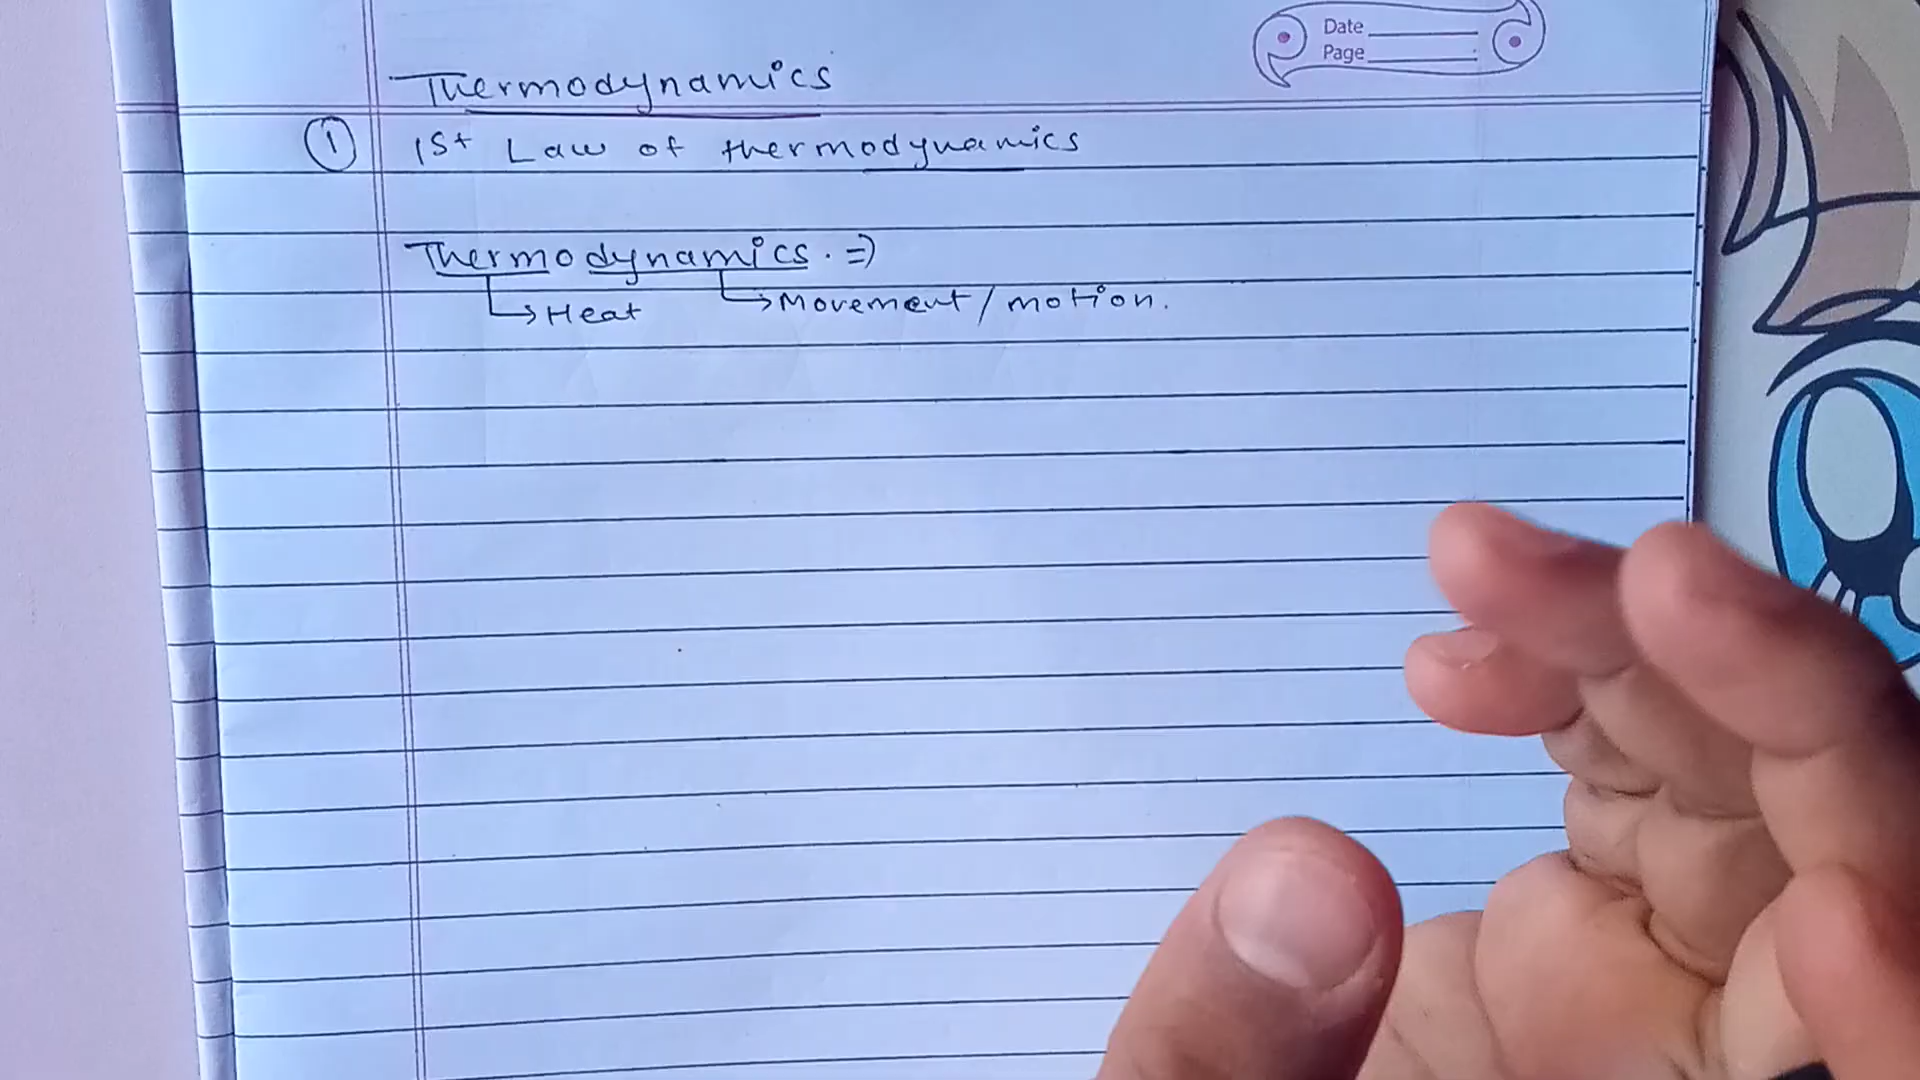 Date
Page
Thermodynamics
① 1st Law of thermodynamics
Thermodynamics. =>
↳Heat ↳Movement / motion.